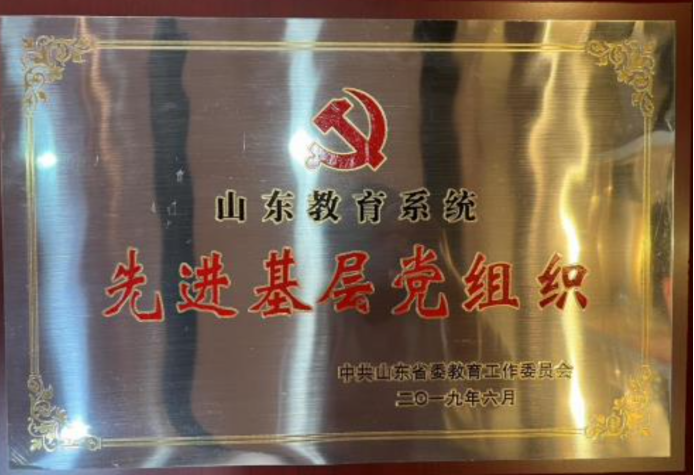 山东教育系统
先进基层党组织
中共山东省委教育工作委员会
二〇一九年六月